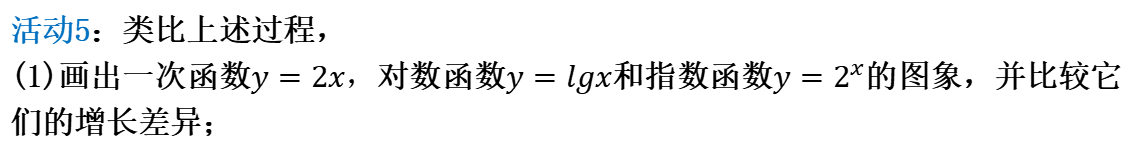 活动5：类比上述过程，
(1)画出一次函数y = 2x，对数函数y = lgx和指数函数y = 2ˣ的图象，并比较它
们的增长差异；